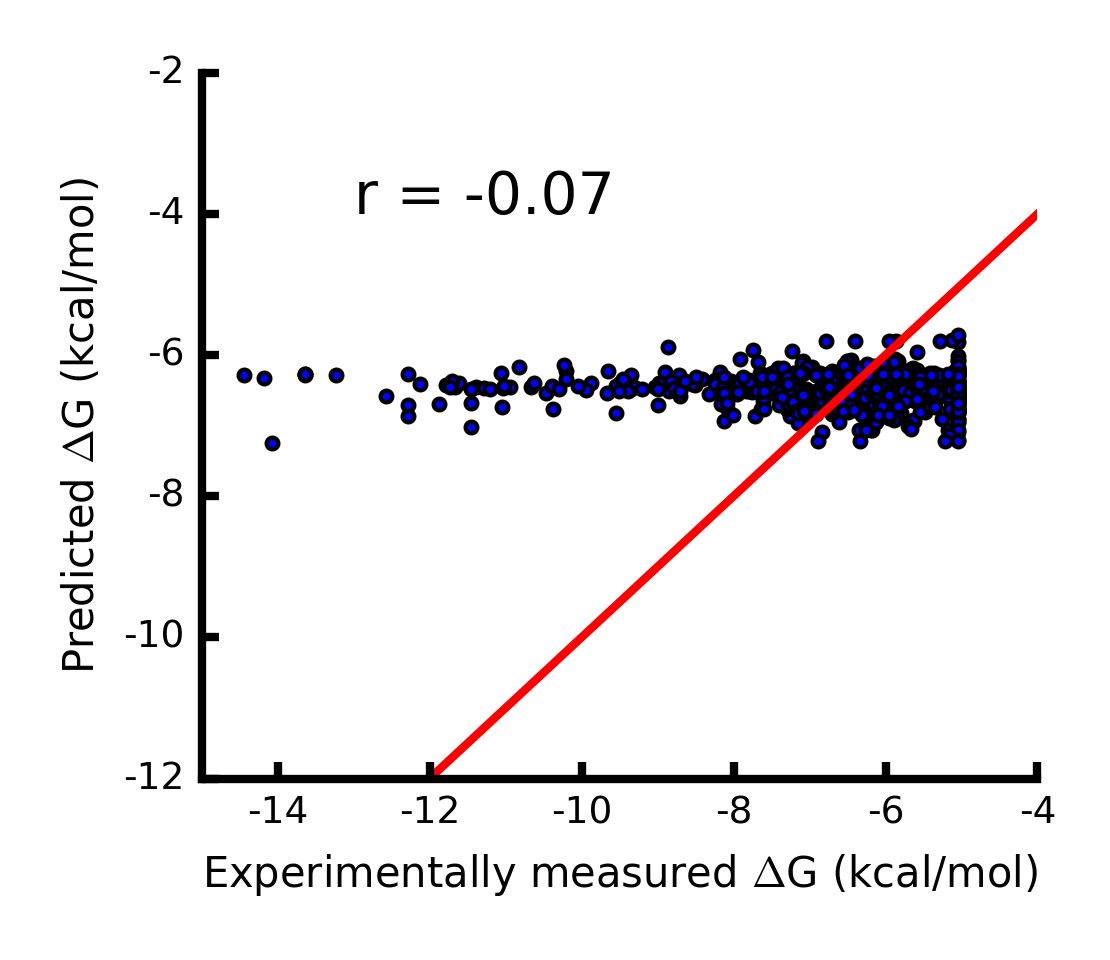 -2
r = -0.07
-4
-6
-8
-10
-12
Predicted ΔG (kcal/mol)
-14 -12 -10 -8 -6 -4
Experimentally measured ΔG (kcal/mol)